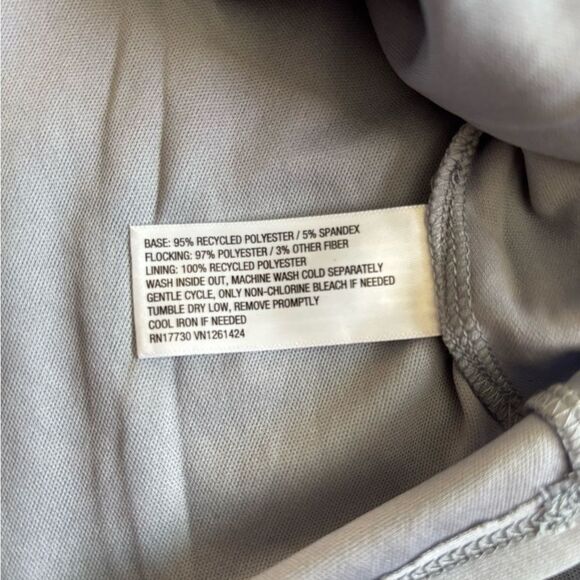 BASE: 95% RECYCLED POLYESTER / 5% SPANDEX
FLOCKING: 97% POLYESTER / 3% OTHER FIBER
LINING: 100% RECYCLED POLYESTER
WASH INSIDE OUT, MACHINE WASH COLD SEPARATELY
GENTLE CYCLE, ONLY NON-CHLORINE BLEACH IF NEEDED
TUMBLE DRY LOW, REMOVE PROMPTLY
COOL IRON IF NEEDED
RN17730 VN1261424